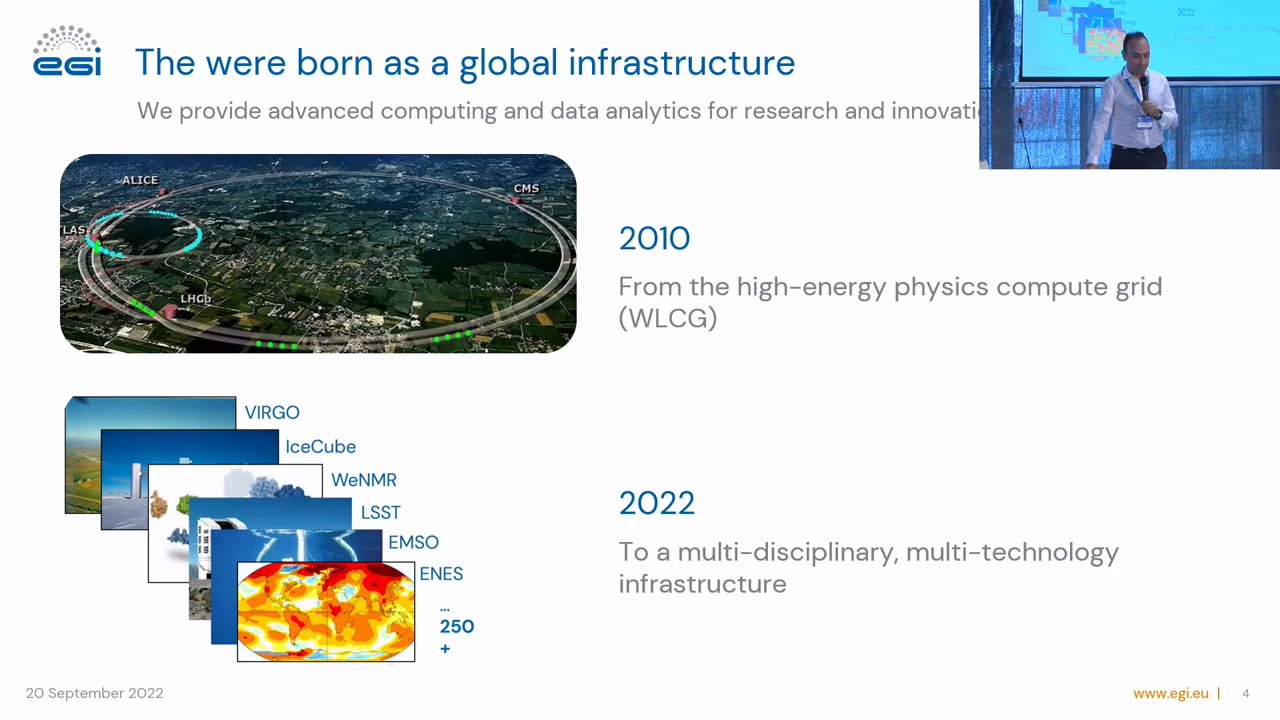 egi
The were born as a global infrastructure
We provide advanced computing and data analytics for research and innovati
ALICE
CMS
TLAS
LHCb
2010
From the high-energy physics compute grid
(WLCG)
VIRGO
IceCube
WeNMR
LSST
EMSO
ENES
...
250
+
2022
To a multi-disciplinary, multi-technology
infrastructure
2022
20 September 2022
www.egi.eu |
4